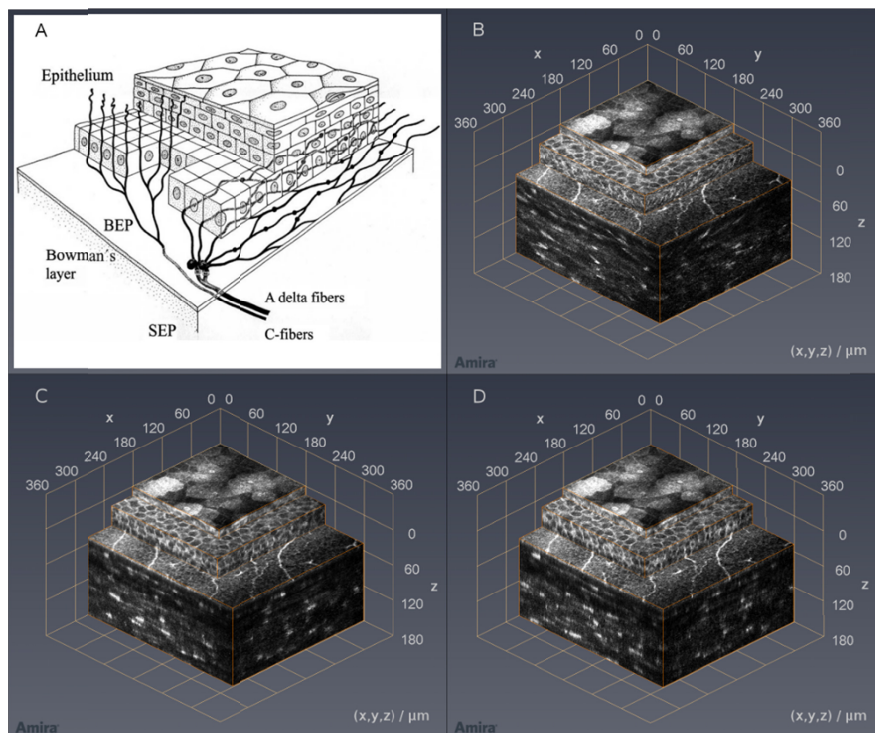 A
Epithelium
BEP
Bowman´s
layer
SEP
A delta fibers
C-fibers
B
x
y
0 0
60
60
120
120
180
180
240
240
300
300
360
360
0
60
z
120
180
(x,y,z) / μm
Amira
C
x
y
0 0
60
60
120
120
180
180
240
240
300
300
360
360
0
60
z
120
180
(x,y,z) / μm
Amira
D
x
y
0 0
60
60
120
120
180
180
240
240
300
300
360
360
0
60
z
120
180
(x,y,z) / μm
Amira